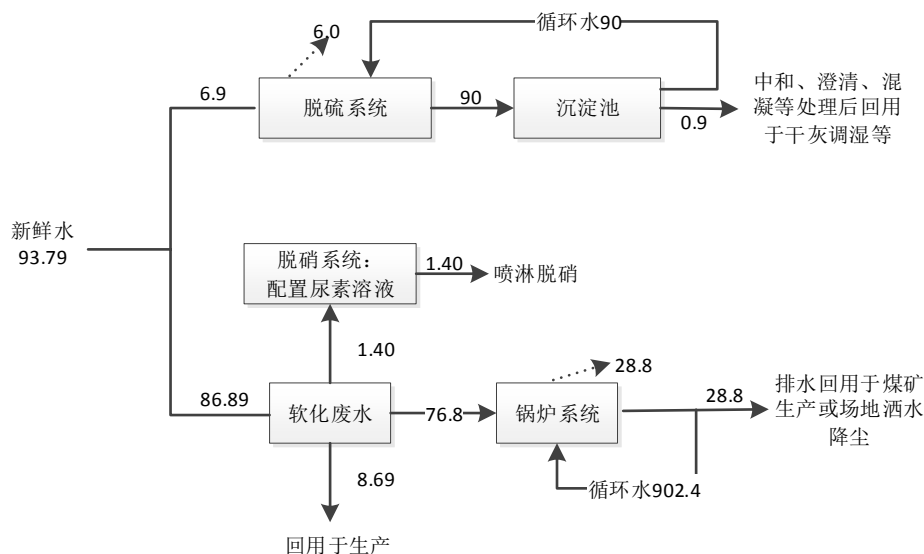 循环水90
6.0
中和、澄清、混
凝等处理后回用
于干灰调湿等
6.9
脱硫系统
90
沉淀池
0.9
新鲜水
93.79
脱硝系统：
配置尿素溶液
1.40
喷淋脱硝
1.40
28.8
86.89
软化废水
76.8
锅炉系统
28.8
排水回用于煤矿
生产或场地洒水
降尘
8.69
循环水902.4
回用于生产